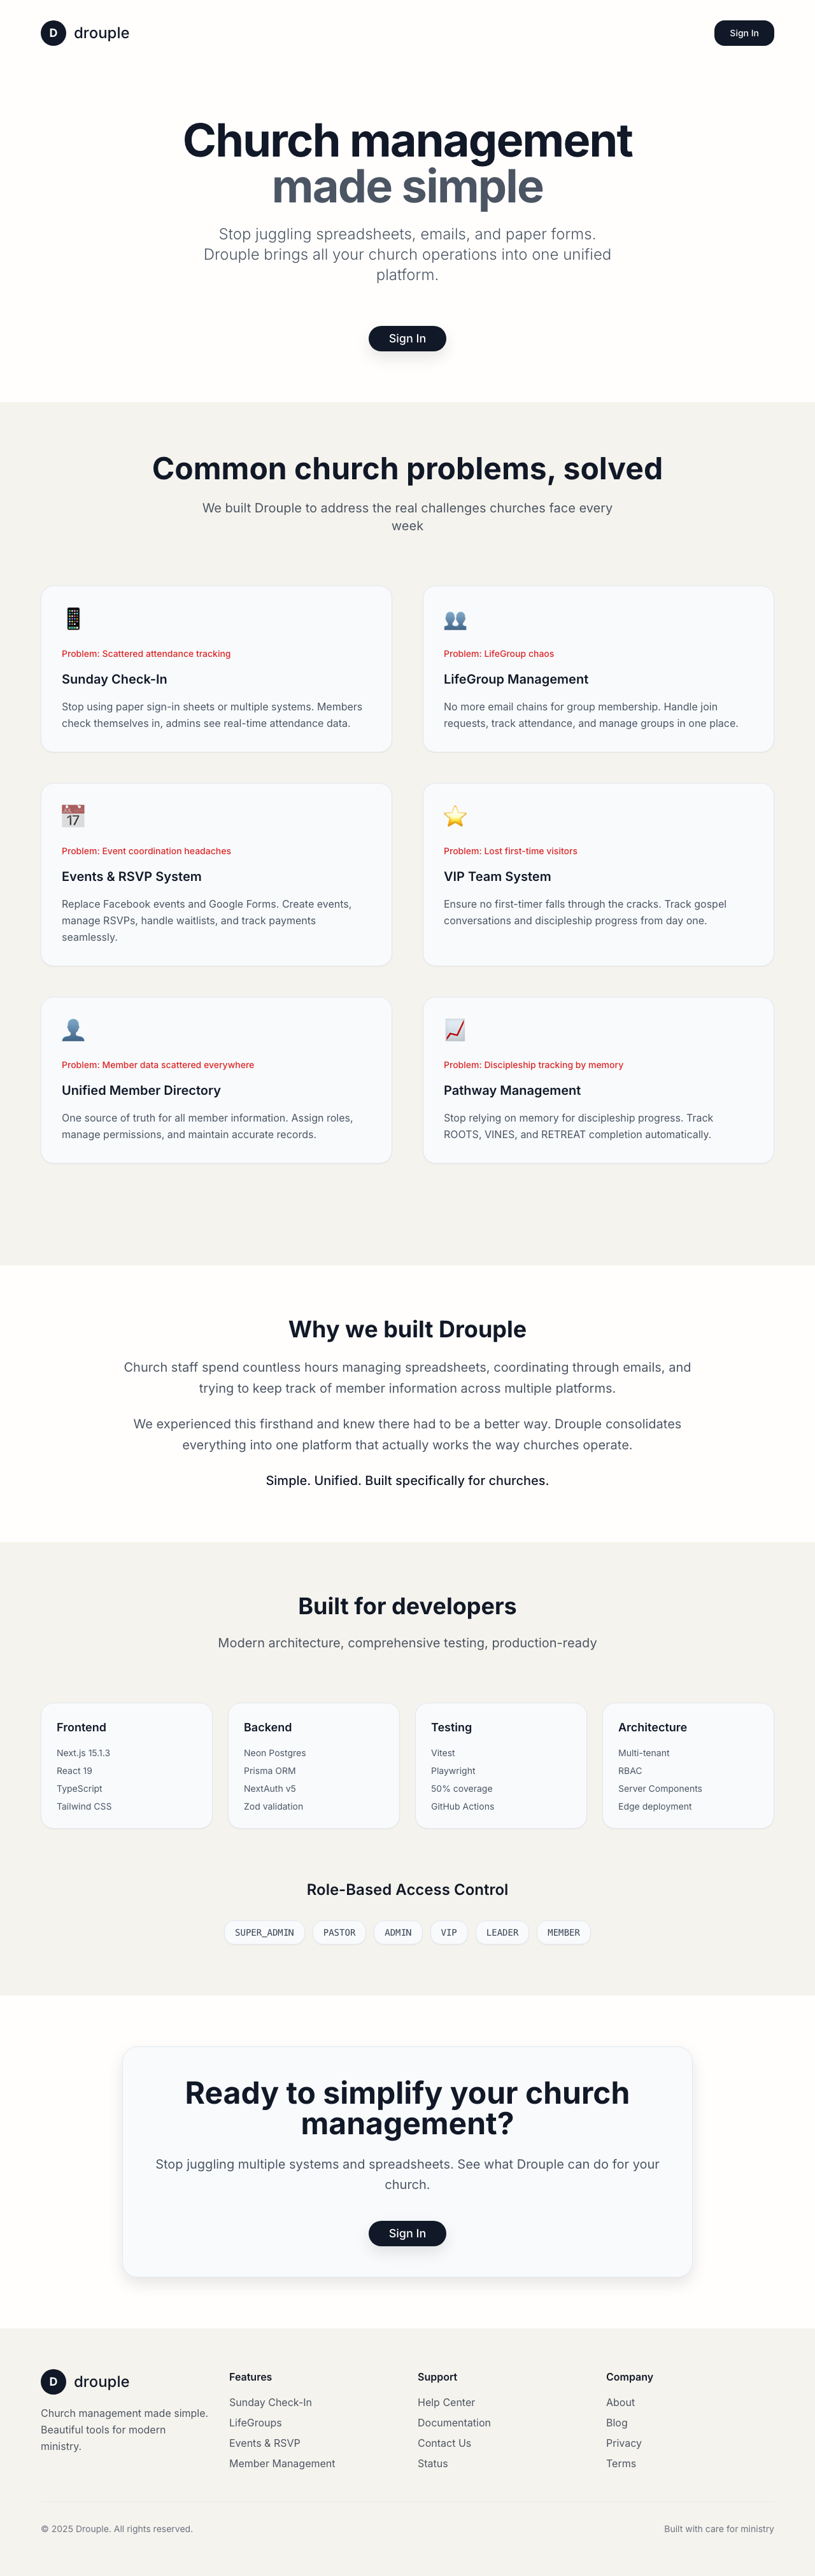 D drouple
Sign In
Church management
made simple
Stop juggling spreadsheets, emails, and paper forms.
Drouple brings all your church operations into one unified
platform.
Sign In
Common church problems, solved
We built Drouple to address the real challenges churches face every
week
Problem: Scattered attendance tracking
Sunday Check-In
Stop using paper sign-in sheets or multiple systems. Members
check themselves in, admins see real-time attendance data.
Problem: LifeGroup chaos
LifeGroup Management
No more email chains for group membership. Handle join
requests, track attendance, and manage groups in one place.
17
Problem: Event coordination headaches
Events & RSVP System
Replace Facebook events and Google Forms. Create events,
manage RSVPs, handle waitlists, and track payments
seamlessly.
Problem: Lost first-time visitors
VIP Team System
Ensure no first-timer falls through the cracks. Track gospel
conversations and discipleship progress from day one.
Problem: Member data scattered everywhere
Unified Member Directory
One source of truth for all member information. Assign roles,
manage permissions, and maintain accurate records.
Problem: Discipleship tracking by memory
Pathway Management
Stop relying on memory for discipleship progress. Track
ROOTS, VINES, and RETREAT completion automatically.
Why we built Drouple
Church staff spend countless hours managing spreadsheets, coordinating through emails, and
trying to keep track of member information across multiple platforms.
We experienced this firsthand and knew there had to be a better way. Drouple consolidates
everything into one platform that actually works the way churches operate.
Simple. Unified. Built specifically for churches.
Built for developers
Modern architecture, comprehensive testing, production-ready
Frontend
Next.js 15.1.3
React 19
TypeScript
Tailwind CSS
Backend
Neon Postgres
Prisma ORM
NextAuth v5
Zod validation
Testing
Vitest
Playwright
50% coverage
GitHub Actions
Architecture
Multi-tenant
RBAC
Server Components
Edge deployment
Role-Based Access Control
SUPER_ADMIN PASTOR ADMIN VIP LEADER MEMBER
Ready to simplify your church
management?
Stop juggling multiple systems and spreadsheets. See what Drouple can do for your
church.
Sign In
D drouple
Church management made simple.
Beautiful tools for modern
ministry.
Features
Sunday Check-In
LifeGroups
Events & RSVP
Member Management
Support
Help Center
Documentation
Contact Us
Status
Company
About
Blog
Privacy
Terms
© 2025 Drouple. All rights reserved.
Built with care for ministry